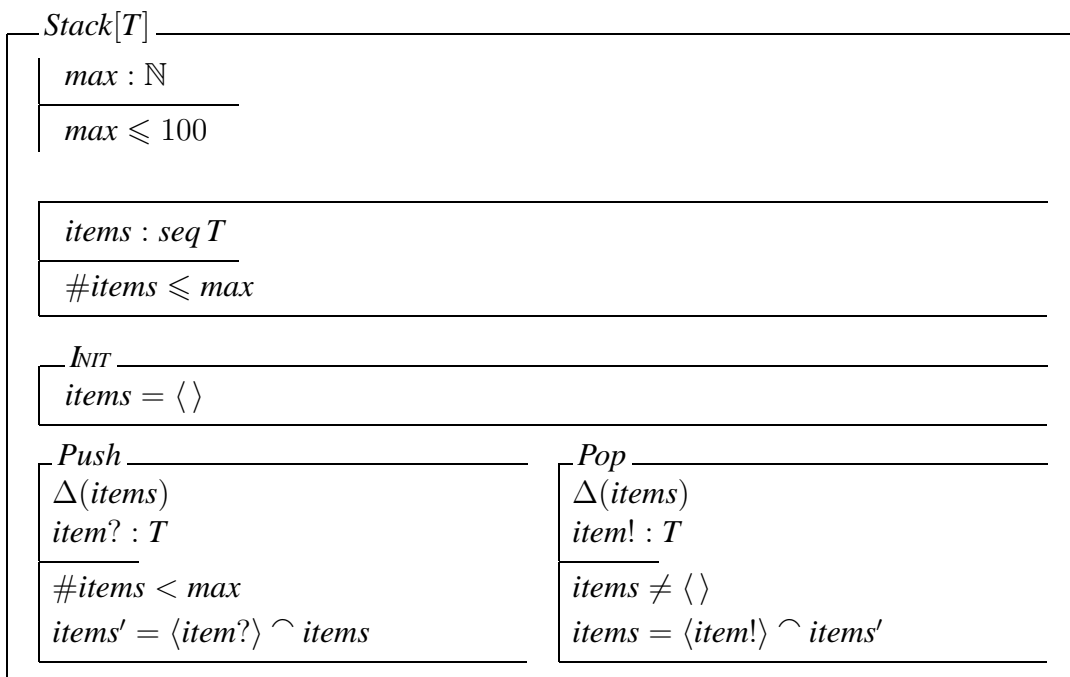 Stack[T]
max : ℕ
max ⩽ 100
items : seq T
#items ⩽ max
INIT
items = ⟨ ⟩
Push
Δ(items)
item? : T
#items < max
items′ = ⟨item?⟩ ⌢ items
Pop
Δ(items)
item! : T
items ≠ ⟨ ⟩
items = ⟨item!⟩ ⌢ items′